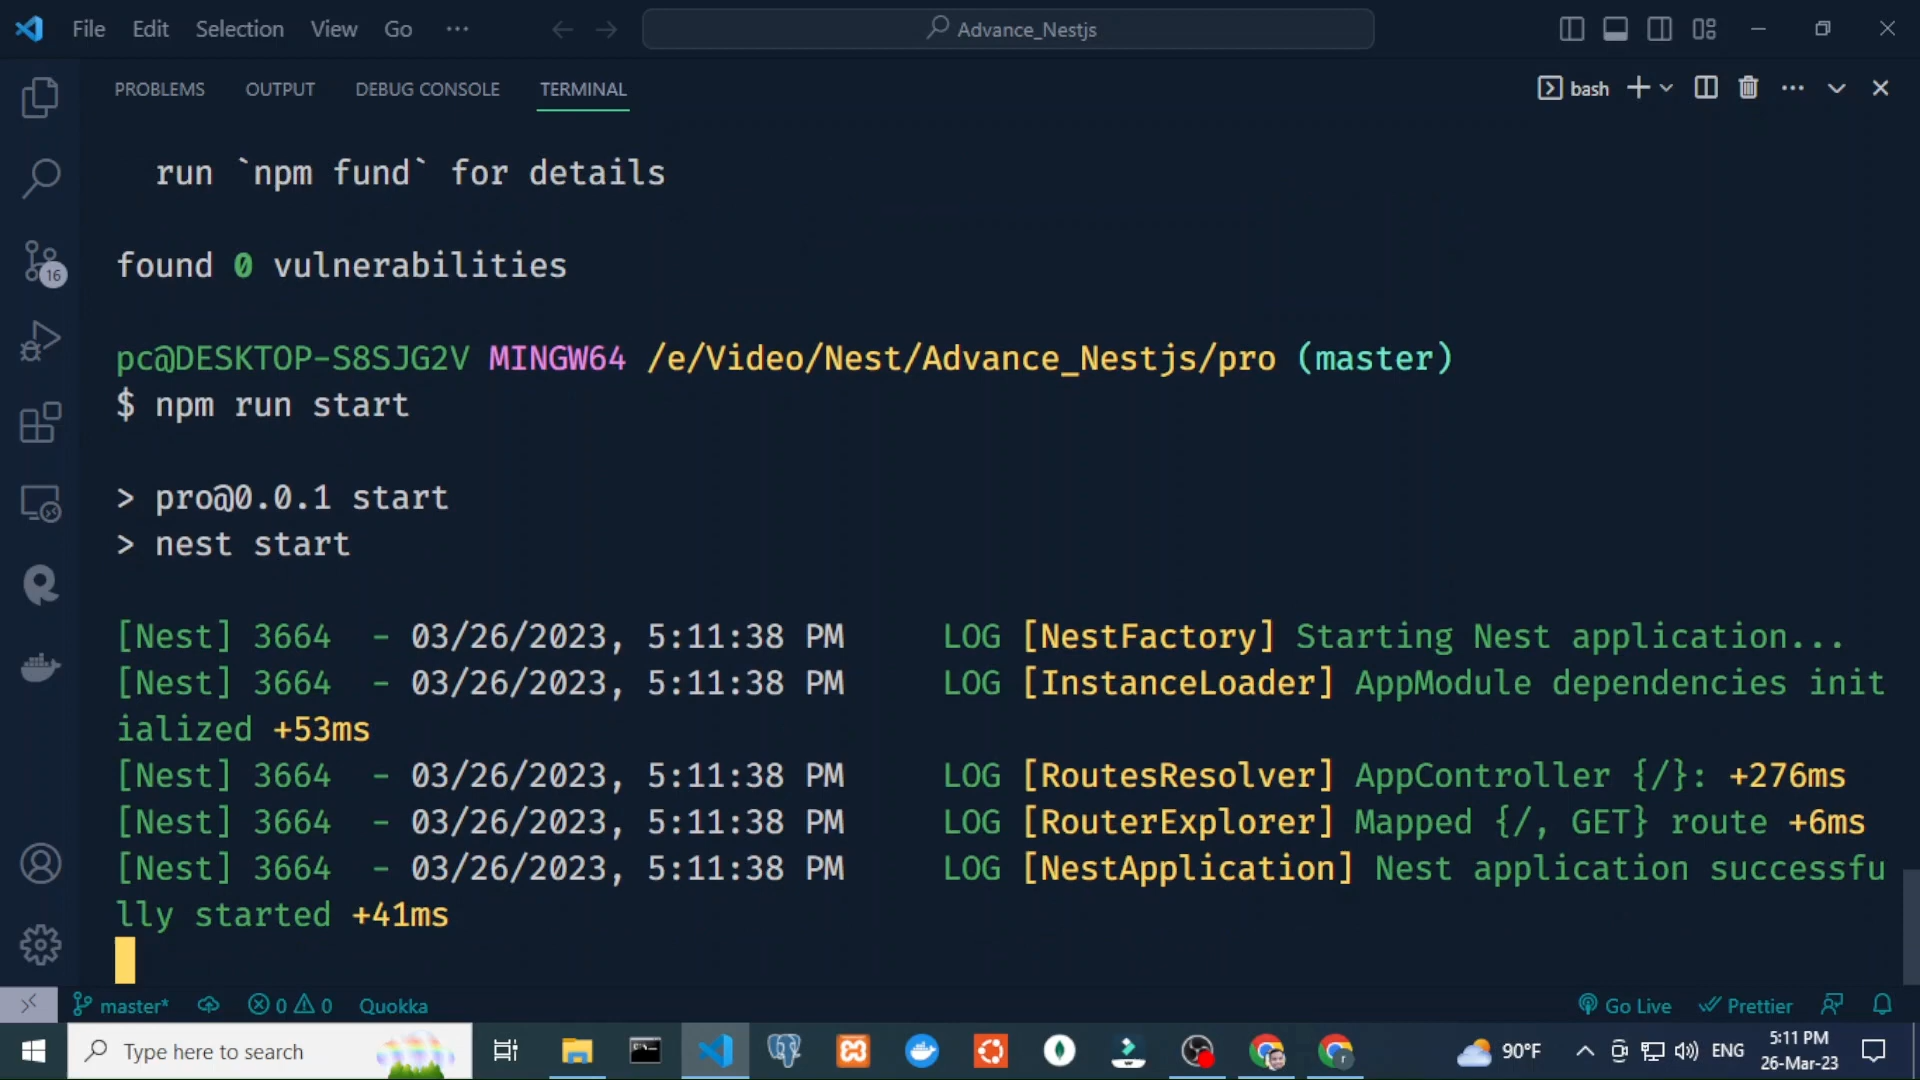 File Edit Selection View Go ··· Advance_Nestjs
PROBLEMS OUTPUT DEBUG CONSOLE TERMINAL bash
run `npm fund` for details
found 0 vulnerabilities
16
pc@DESKTOP-S8SJG2V MINGW64 /e/Video/Nest/Advance_Nestjs/pro (master)
$ npm run start
> pro@0.0.1 start
> nest start
[Nest] 3664  - 03/26/2023, 5:11:38 PM     LOG [NestFactory] Starting Nest application...
[Nest] 3664  - 03/26/2023, 5:11:38 PM     LOG [InstanceLoader] AppModule dependencies init
ialized +53ms
[Nest] 3664  - 03/26/2023, 5:11:38 PM     LOG [RoutesResolver] AppController {/}: +276ms
[Nest] 3664  - 03/26/2023, 5:11:38 PM     LOG [RouterExplorer] Mapped {/, GET} route +6ms
[Nest] 3664  - 03/26/2023, 5:11:38 PM     LOG [NestApplication] Nest application successfu
lly started +41ms
master* 0 0 Quokka Go Live Prettier
Type here to search 90°F ENG 5:11 PM
26-Mar-23